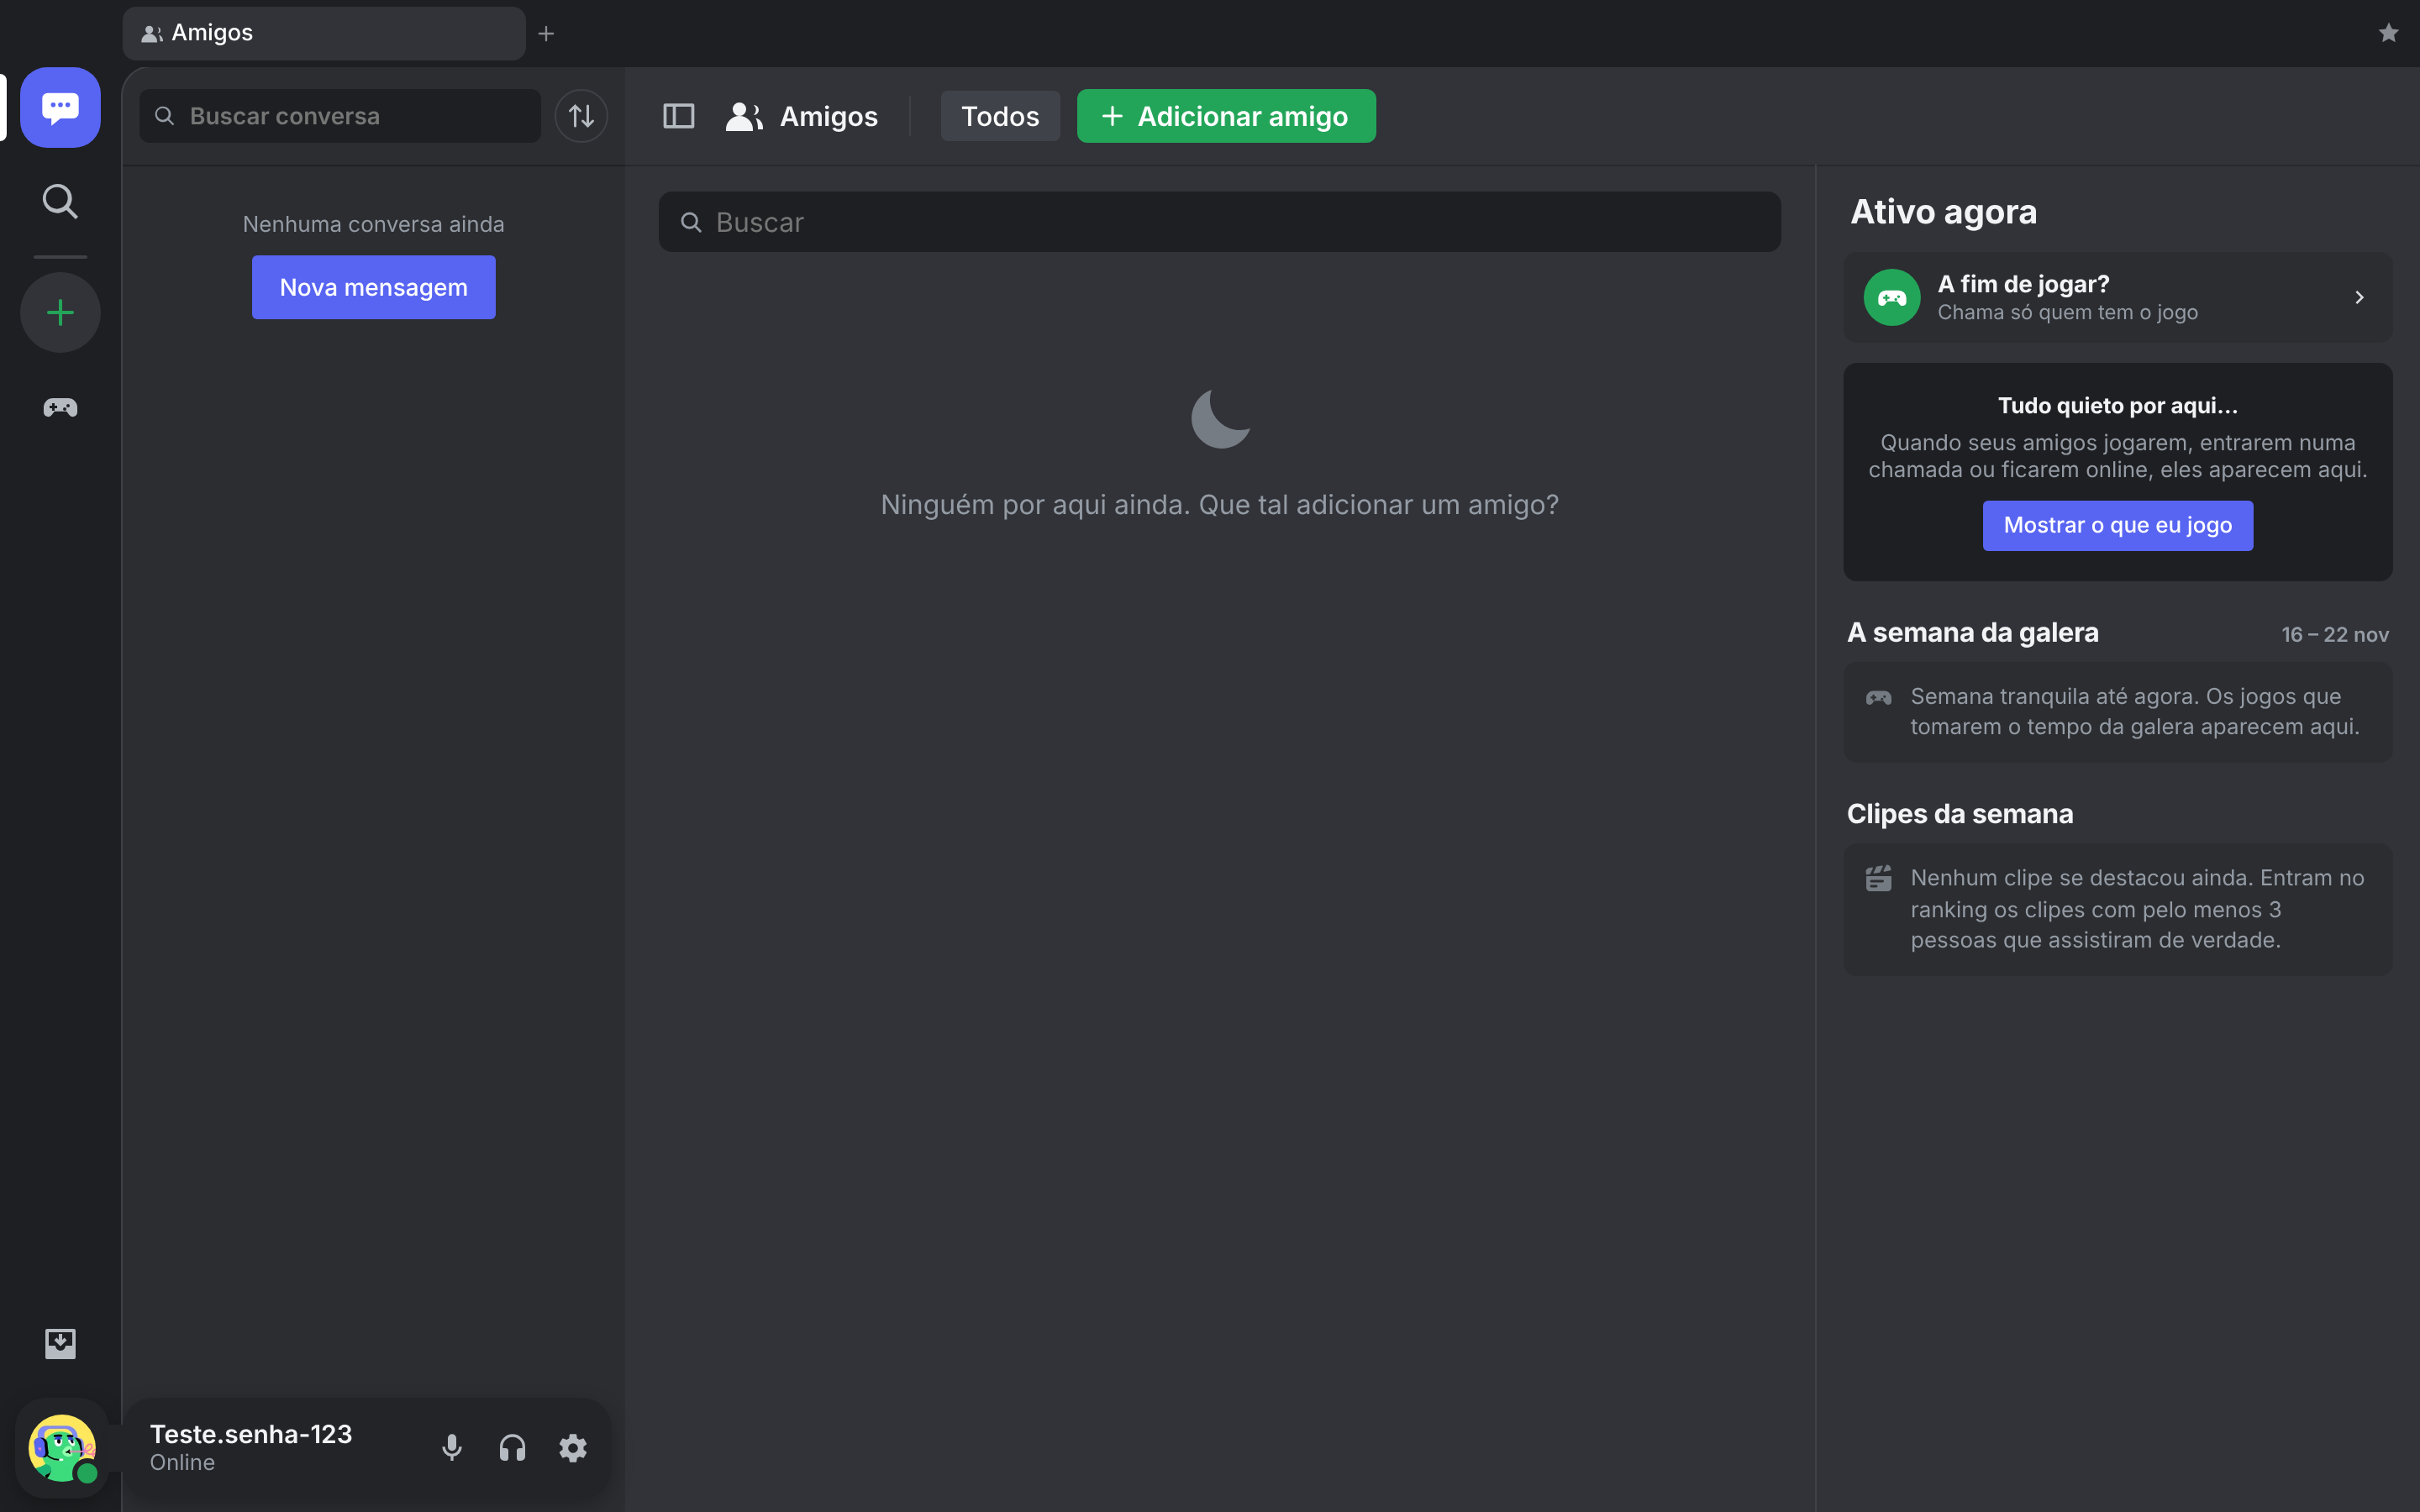 Amigos
Buscar conversa
Amigos
Todos
Adicionar amigo
Nenhuma conversa ainda
Nova mensagem
Buscar
Ninguém por aqui ainda. Que tal adicionar um amigo?
Ativo agora
A fim de jogar?
Chama só quem tem o jogo
Tudo quieto por aqui...
Quando seus amigos jogarem, entrarem numa
chamada ou ficarem online, eles aparecem aqui.
Mostrar o que eu jogo
A semana da galera
16 – 22 nov
Semana tranquila até agora. Os jogos que
tomarem o tempo da galera aparecem aqui.
Clipes da semana
Nenhum clipe se destacou ainda. Entram no
ranking os clipes com pelo menos 3
pessoas que assistiram de verdade.
Teste.senha-123
Online